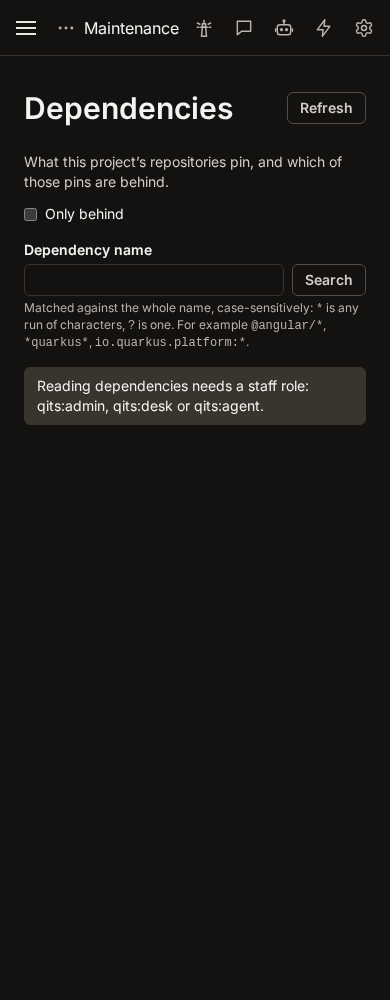 Maintenance
Dependencies
Refresh
What this project’s repositories pin, and which of
those pins are behind.
Only behind
Dependency name
Search
Matched against the whole name, case-sensitively: * is any
run of characters, ? is one. For example @angular/*,
*quarkus*, io.quarkus.platform:*.
Reading dependencies needs a staff role:
qits:admin, qits:desk or qits:agent.